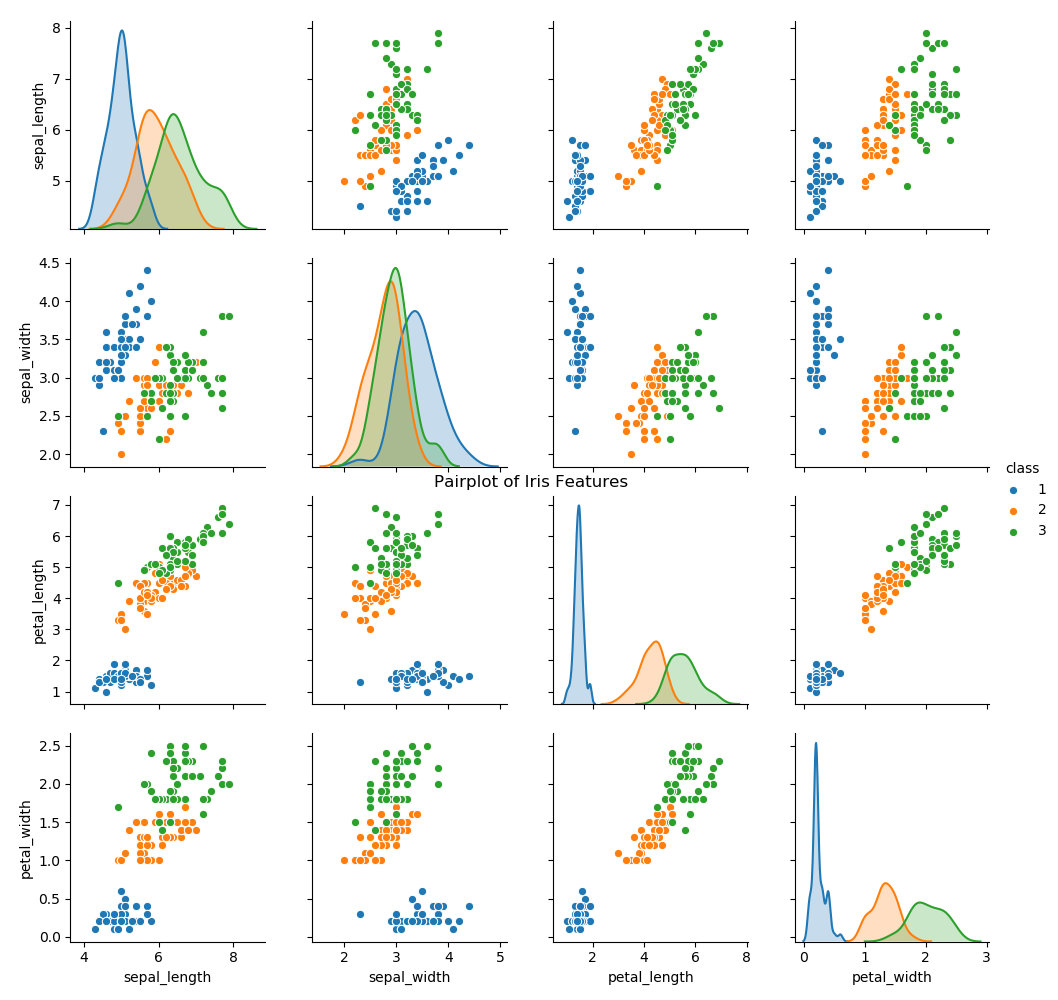 8
7
6
5
sepal_length
4.5
4.0
3.5
3.0
2.5
2.0
sepal_width
Pairplot of Iris Features
class
1
2
3
7
6
5
4
3
2
1
petal_length
2.5
2.0
1.5
1.0
0.5
0.0
petal_width
4 6 8
sepal_length
2 3 4 5
sepal_width
2 4 6 8
petal_length
0 1 2 3
petal_width